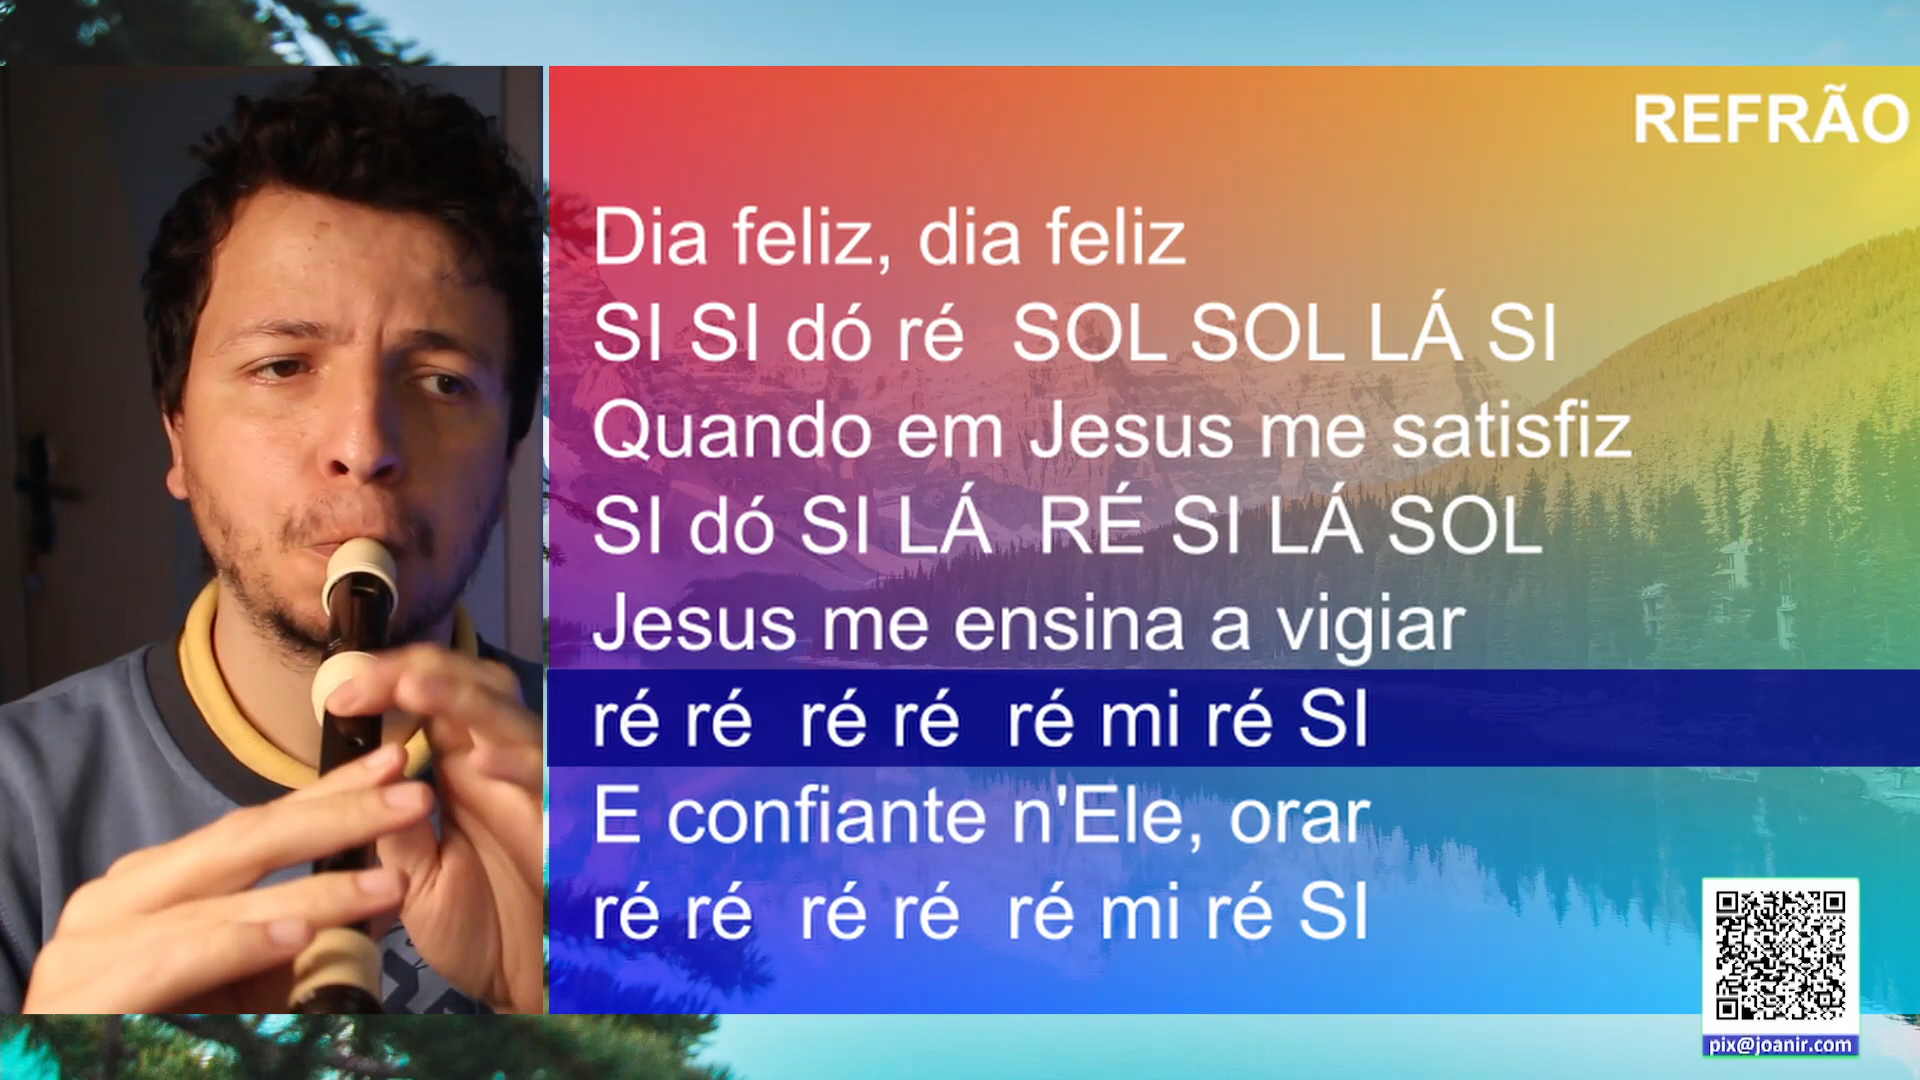 REFRÃO
Dia feliz, dia feliz
SI SI dó ré  SOL SOL LÁ SI
Quando em Jesus me satisfiz
SI dó SI LÁ  RÉ SI LÁ SOL
Jesus me ensina a vigiar
ré ré  ré ré  ré mi ré SI
E confiante n'Ele, orar
ré ré  ré ré  ré mi ré SI
pix@joanir.com